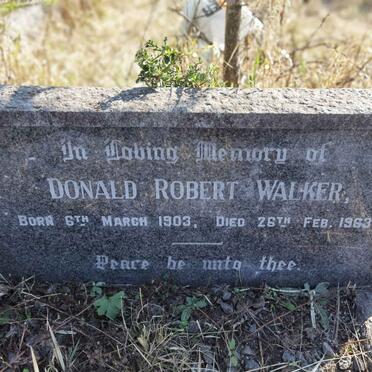 In Loving Memory of
DONALD ROBERT WALKER,
BORN 6TH MARCH 1903, DIED 26TH FEB. 1963
Peace be unto thee.